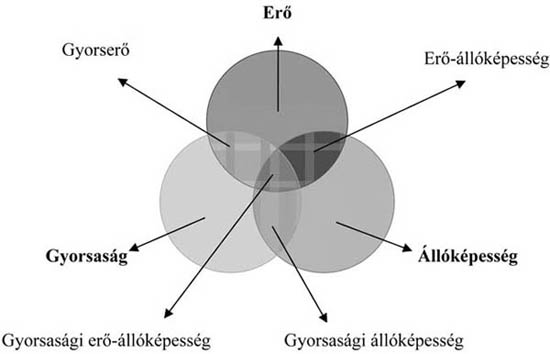 Erő
Gyorserő
Erő-állóképesség
Gyorsaság
Állóképesség
Gyorsasági erő-állóképesség
Gyorsasági állóképesség